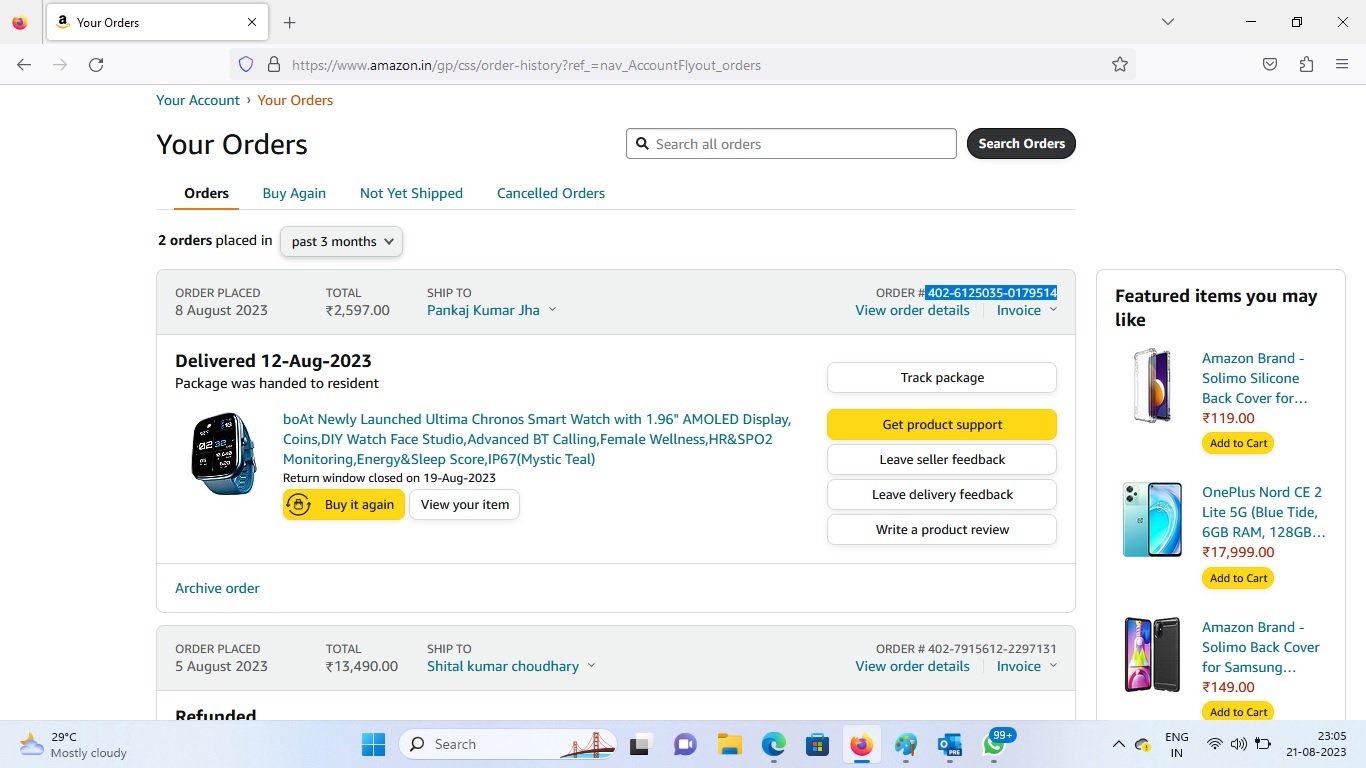 Your Orders
https://www.amazon.in/gp/css/order-history?ref_=nav_AccountFlyout_orders
Your Account › Your Orders
Your Orders
Search all orders
Search Orders
Orders
Buy Again
Not Yet Shipped
Cancelled Orders
2 orders placed in past 3 months
ORDER PLACED
8 August 2023
TOTAL
₹2,597.00
SHIP TO
Pankaj Kumar Jha
ORDER # 402-6125035-0179514
View order details
Invoice
Delivered 12-Aug-2023
Package was handed to resident
boAt Newly Launched Ultima Chronos Smart Watch with 1.96" AMOLED Display,
Coins,DIY Watch Face Studio,Advanced BT Calling,Female Wellness,HR&SPO2
Monitoring,Energy&Sleep Score,IP67(Mystic Teal)
Return window closed on 19-Aug-2023
Buy it again
View your item
Track package
Get product support
Leave seller feedback
Leave delivery feedback
Write a product review
Archive order
ORDER PLACED
5 August 2023
TOTAL
₹13,490.00
SHIP TO
Shital kumar choudhary
ORDER # 402-7915612-2297131
View order details
Invoice
Refunded
Featured items you may
like
Amazon Brand -
Solimo Silicone
Back Cover for...
₹119.00
Add to Cart
OnePlus Nord CE 2
Lite 5G (Blue Tide,
6GB RAM, 128GB...
₹17,999.00
Add to Cart
Amazon Brand -
Solimo Back Cover
for Samsung...
₹149.00
Add to Cart
29°C
Mostly cloudy
Search
PRE
99+
ENG
IN
23:05
21-08-2023